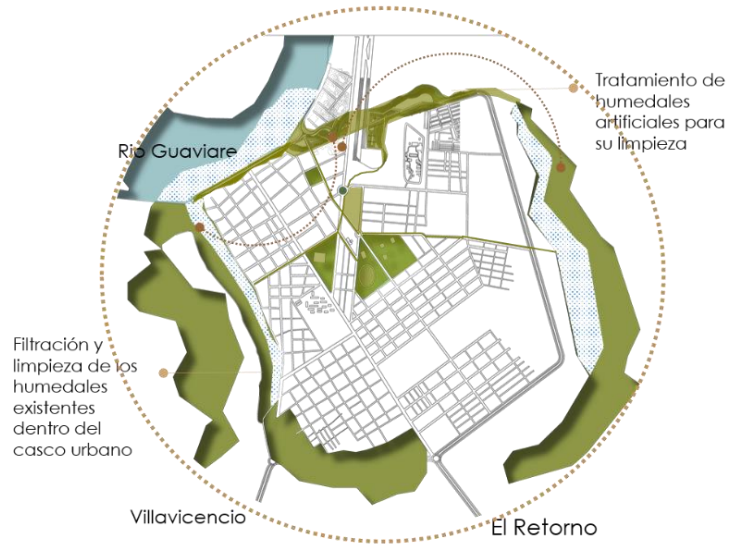 Tratamiento de
humedales
artificiales para
su limpieza
Rio Guaviare
Filtración y
limpieza de los
humedales
existentes
dentro del
casco urbano
Villavicencio
El Retorno